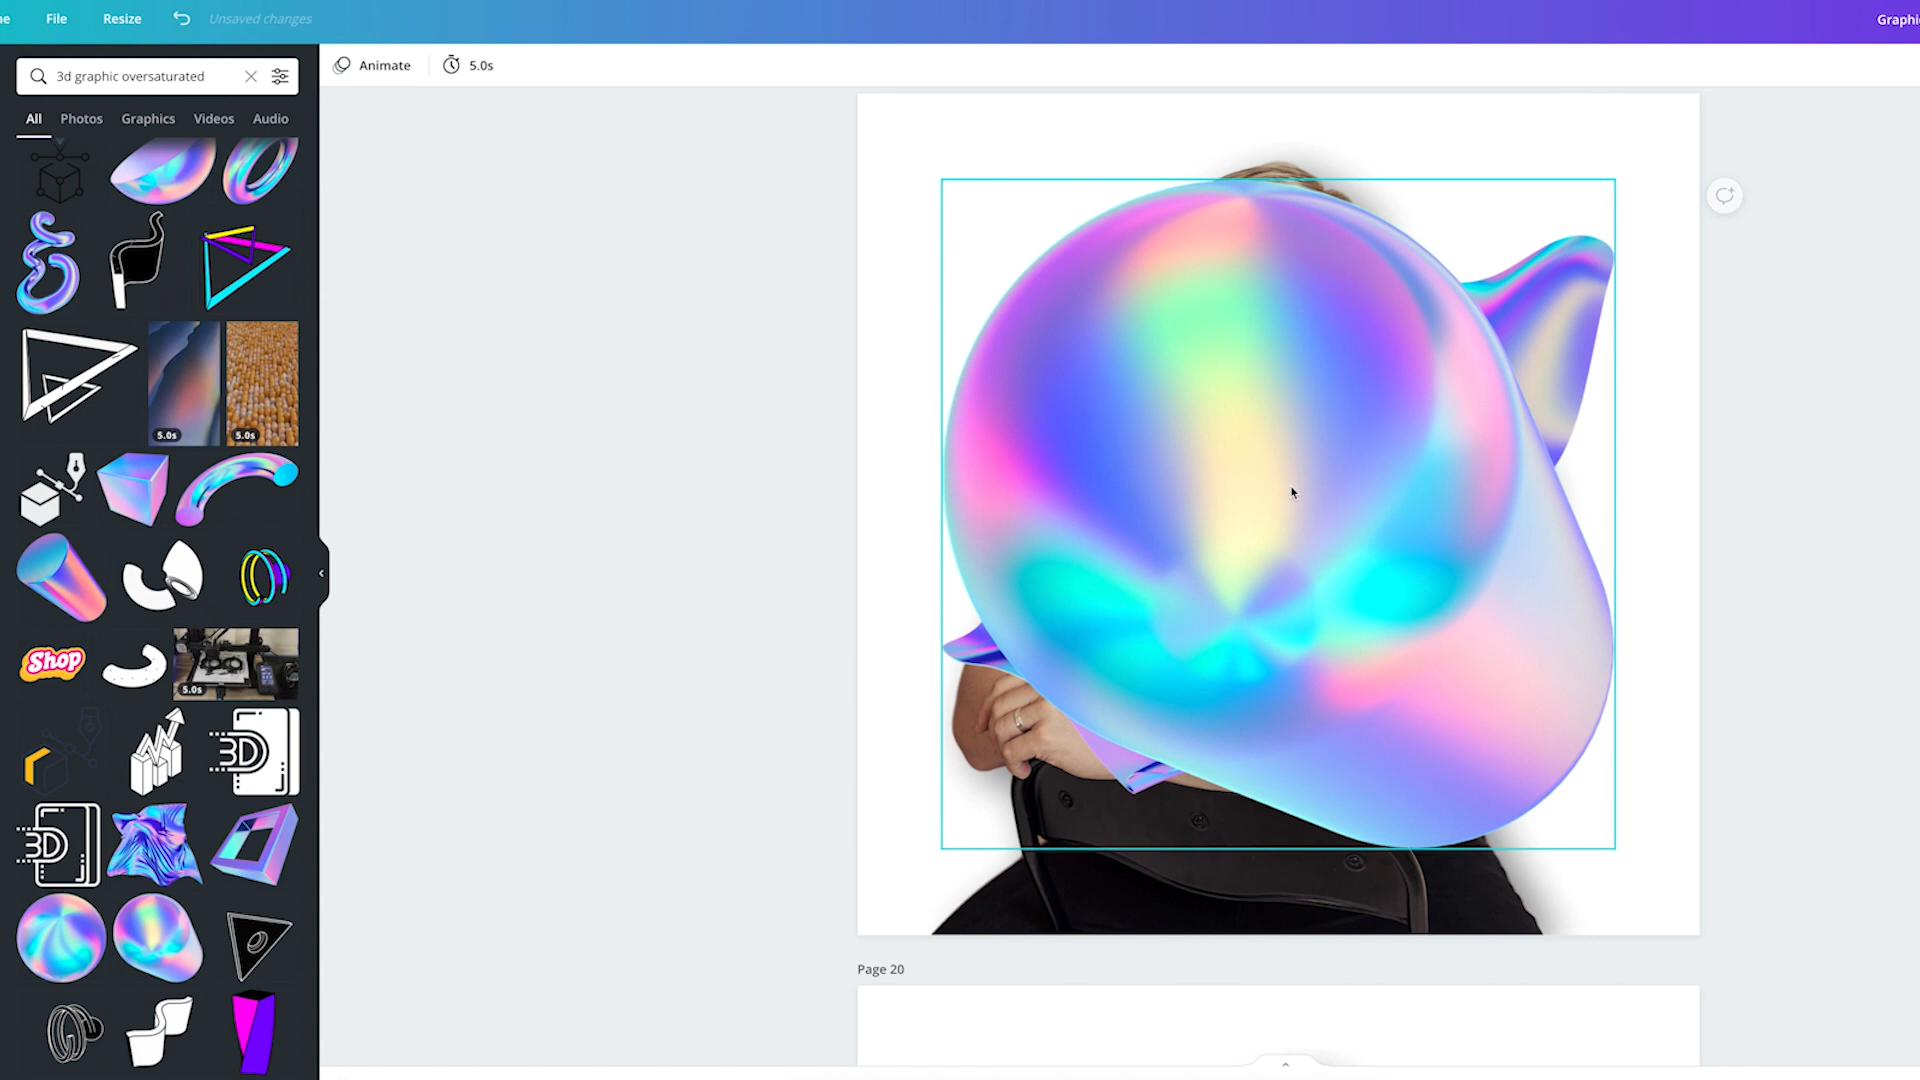 File Resize Unsaved changes
3d graphic oversaturated
Animate 5.0s
All Photos Graphics Videos Audio
5.0s 5.0s
Shop
5.0s
3D
3D
Page 20